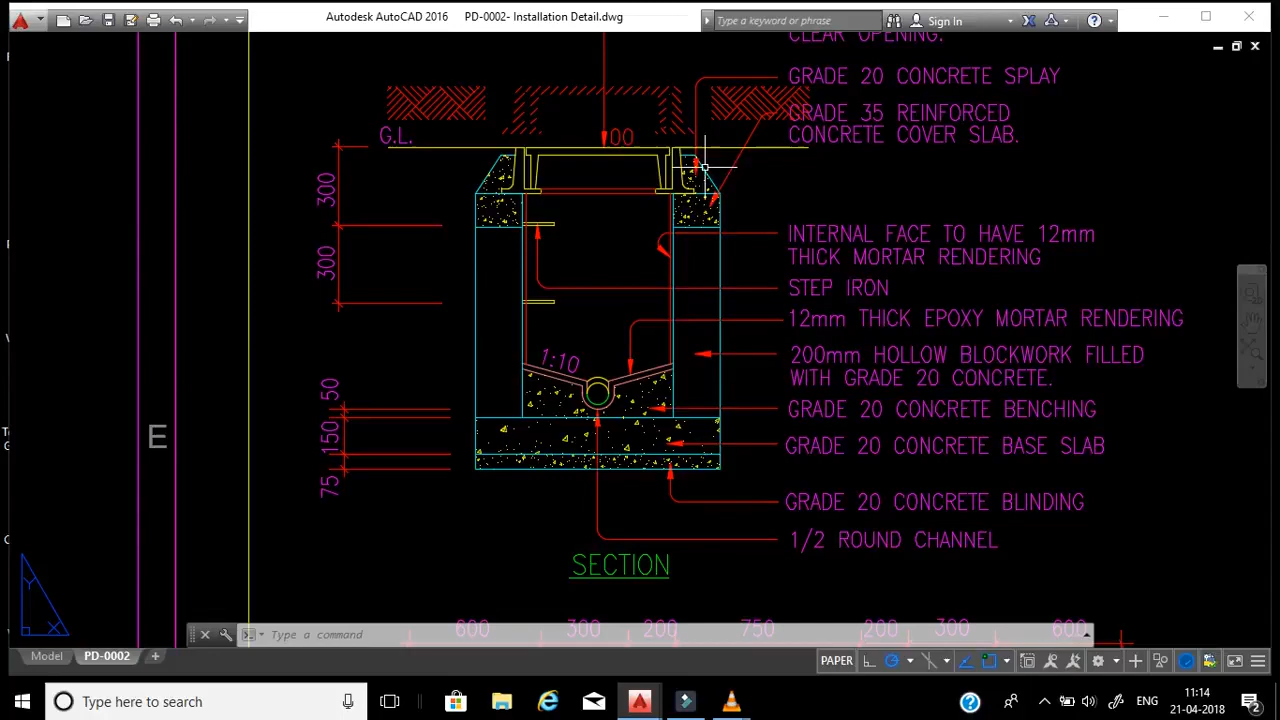 Autodesk AutoCAD 2016 PD-0002- Installation Detail.dwg
Type a keyword or phrase
Sign In
CLEAR OPENING.
GRADE 20 CONCRETE SPLAY
GRADE 35 REINFORCED
CONCRETE COVER SLAB.
G.L.
00
300
INTERNAL FACE TO HAVE 12mm
THICK MORTAR RENDERING
300
STEP IRON
12mm THICK EPOXY MORTAR RENDERING
1:10
200mm HOLLOW BLOCKWORK FILLED
WITH GRADE 20 CONCRETE.
50
GRADE 20 CONCRETE BENCHING
E
150
GRADE 20 CONCRETE BASE SLAB
75
GRADE 20 CONCRETE BLINDING
1/2 ROUND CHANNEL
SECTION
Y
X
600 300 200 750 200 300 600
Type a command
Model PD-0002
PAPER
Type here to search
ENG
11:14
21-04-2018
2